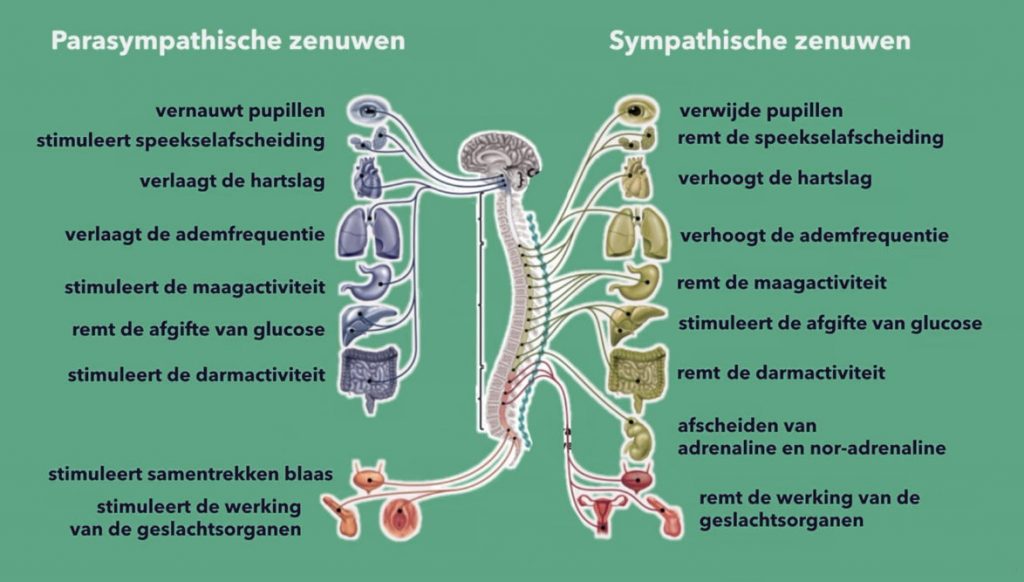 Parasympathische zenuwen
vernauwt pupillen
stimuleert speekselafscheiding
verlaagt de hartslag
verlaagt de ademfrequentie
stimuleert de maagactiviteit
remt de afgifte van glucose
stimuleert de darmactiviteit
stimuleert samentrekken blaas
stimuleert de werking
van de geslachtsorganen
Sympathische zenuwen
verwijde pupillen
remt de speekselafscheiding
verhoogt de hartslag
verhoogt de ademfrequentie
remt de maagactiviteit
stimuleert de afgifte van glucose
remt de darmactiviteit
afscheiden van
adrenaline en nor-adrenaline
remt de werking van de
geslachtsorganen